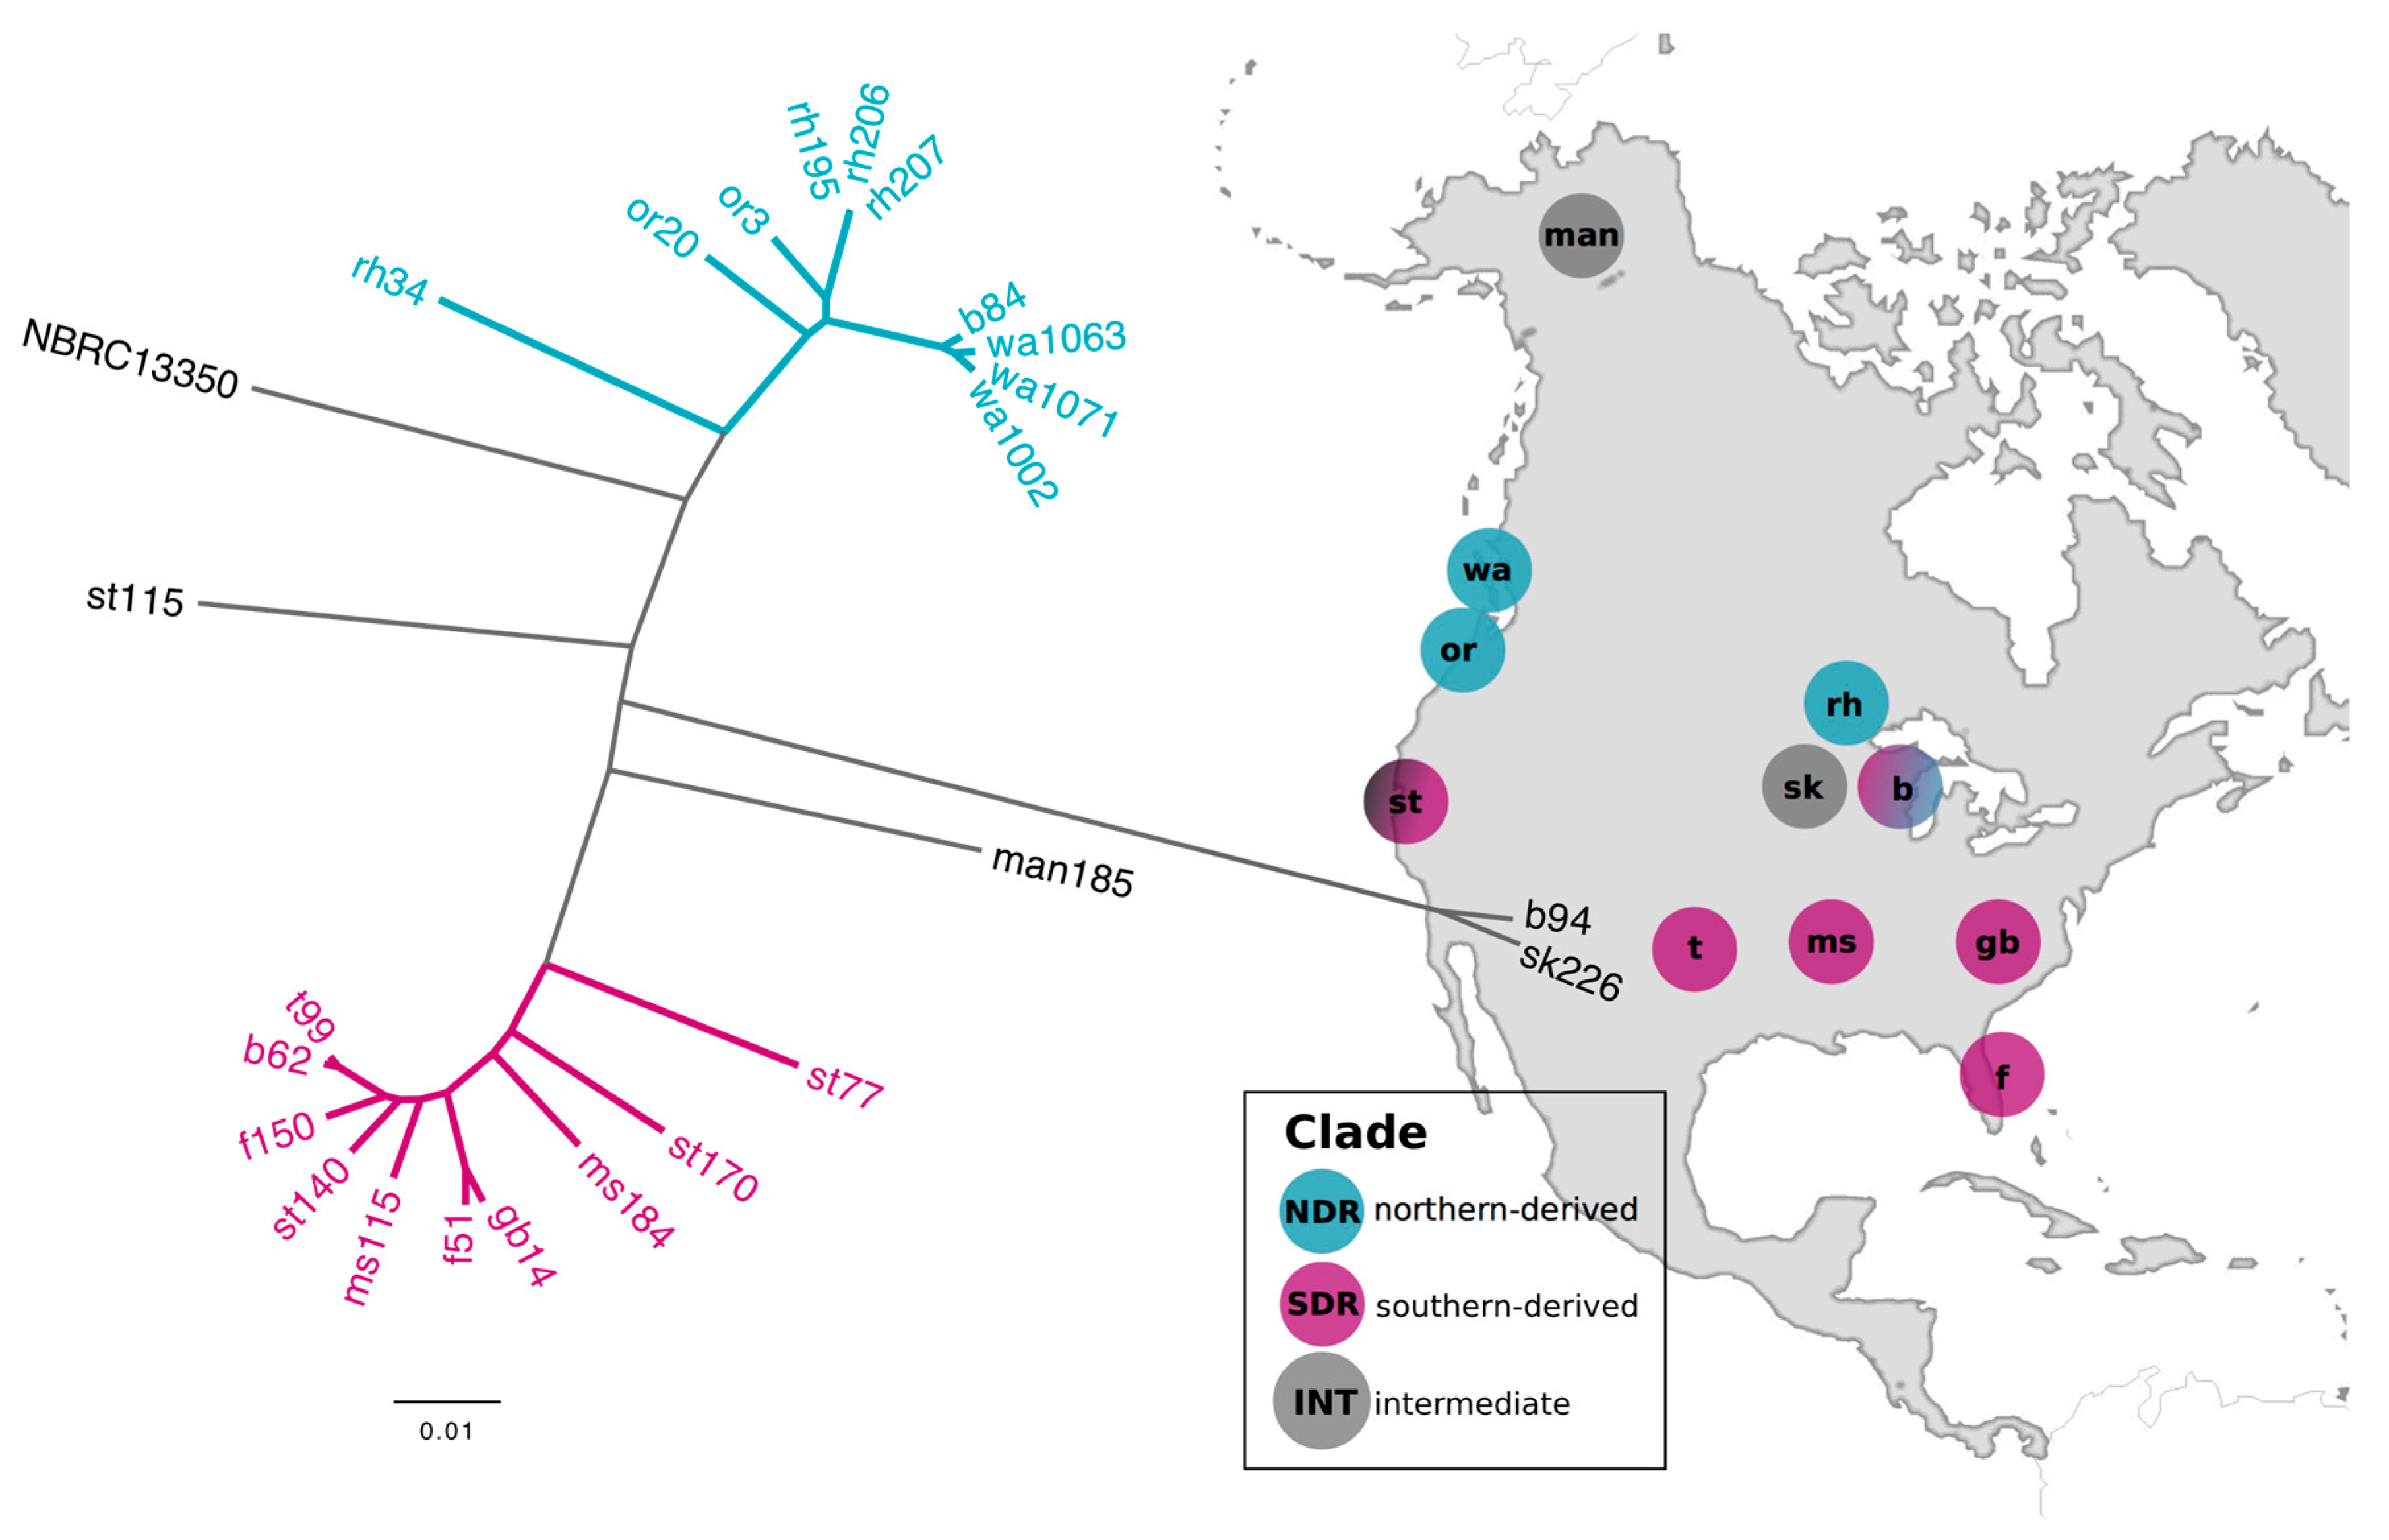 rh195
rh206
rh207
or3
or20
rh34
b84
wa1063
wa1071
wa1002
NBRC13350
st115
man185
b94
sk226
t99
b62
f150
st140
ms115
f51
gb14
ms184
st170
st77
0.01
man
wa
or
rh
st
sk
b
t
ms
gb
f
Clade
NDR northern-derived
SDR southern-derived
INT intermediate